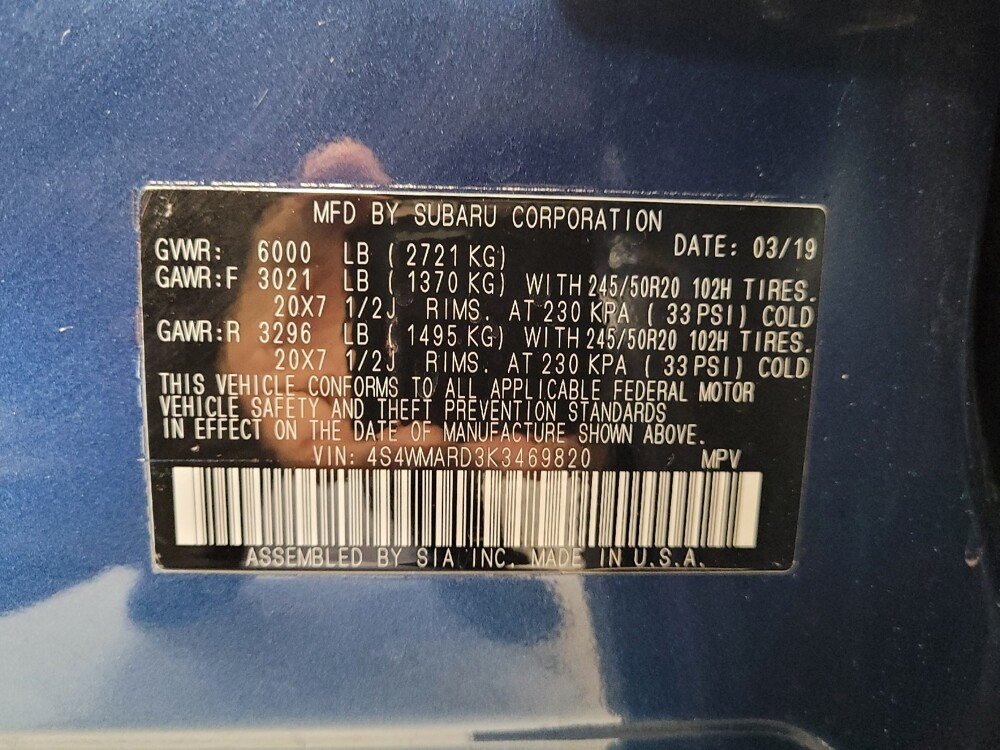 MFD BY SUBARU CORPORATION
GVWR: 6000 LB ( 2721 KG) DATE: 03/19
GAWR:F 3021 LB ( 1370 KG) WITH 245/50R20 102H TIRES.
20X7 1/2J RIMS. AT 230 KPA ( 33 PSI) COLD
GAWR:R 3296 LB ( 1495 KG) WITH 245/50R20 102H TIRES.
20X7 1/2J RIMS. AT 230 KPA ( 33 PSI) COLD
THIS VEHICLE CONFORMS TO ALL APPLICABLE FEDERAL MOTOR
VEHICLE SAFETY AND THEFT PREVENTION STANDARDS
IN EFFECT ON THE DATE OF MANUFACTURE SHOWN ABOVE.
VIN: 4S4WMARD3K3469820 MPV
ASSEMBLED BY SIA INC. MADE IN U.S.A.